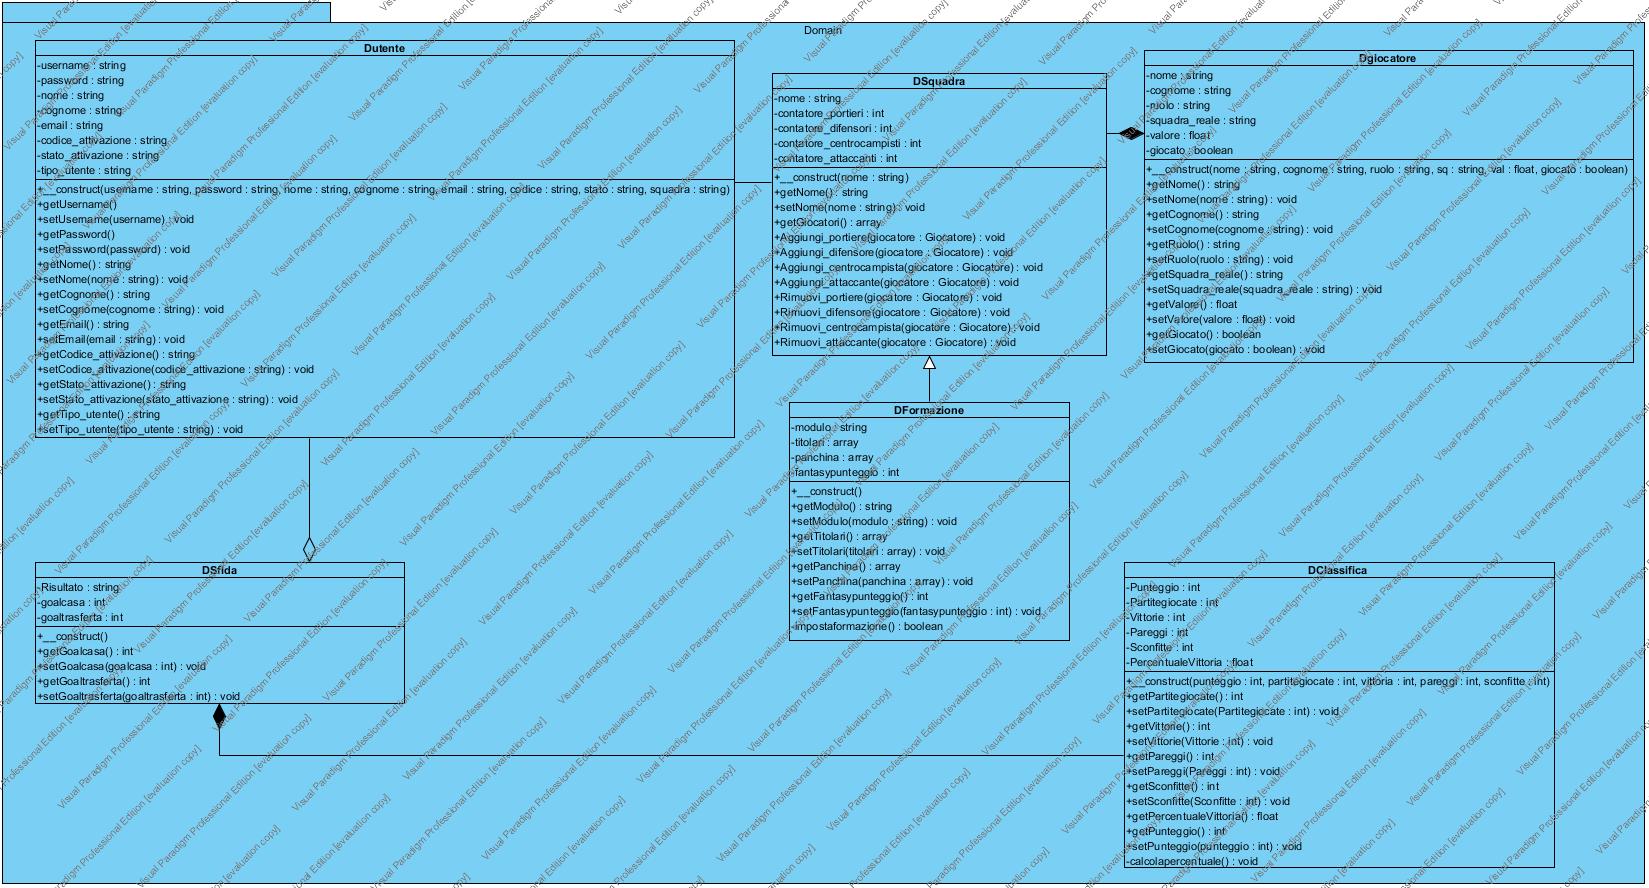 Domain
Dutente
-username : string
-password : string
-nome : string
-cognome : string
-email : string
-codice_attivazione : string
-stato_attivazione : string
-tipo_utente : string
+__construct(username : string, password : string, nome : string, cognome : string, email : string, codice : string, stato : string, squadra : string)
+getUsername()
+setUsername(username) : void
+getPassword()
+setPassword(password) : void
+getNome() : string
+setNome(nome : string) : void
+getCognome() : string
+setCognome(cognome : string) : void
+getEmail() : string
+setEmail(email : string) : void
+getCodice_attivazione() : string
+setCodice_attivazione(codice_attivazione : string) : void
+getStato_attivazione() : string
+setStato_attivazione(stato_attivazione : string) : void
+getTipo_utente() : string
+setTipo_utente(tipo_utente : string) : void
DSquadra
-nome : string
-contatore_portieri : int
-contatore_difensori : int
-contatore_centrocampisti : int
-contatore_attaccanti : int
+__construct(nome : string)
+getNome() : string
+setNome(nome : string) : void
+getGiocatori() : array
+Aggiungi_portiere(giocatore : Giocatore) : void
+Aggiungi_difensore(giocatore : Giocatore) : void
+Aggiungi_centrocampista(giocatore : Giocatore) : void
+Aggiungi_attaccante(giocatore : Giocatore) : void
+Rimuovi_portiere(giocatore : Giocatore) : void
+Rimuovi_difensore(giocatore : Giocatore) : void
+Rimuovi_centrocampista(giocatore : Giocatore) : void
+Rimuovi_attaccante(giocatore : Giocatore) : void
Dgiocatore
-nome : string
-cognome : string
-ruolo : string
-squadra_reale : string
-valore : float
-giocato : boolean
+__construct(nome : string, cognome : string, ruolo : string, sq : string, val : float, giocato : boolean)
+getNome() : string
+setNome(nome : string) : void
+getCognome() : string
+setCognome(cognome : string) : void
+getRuolo() : string
+setRuolo(ruolo : string) : void
+getSquadra_reale() : string
+setSquadra_reale(squadra_reale : string) : void
+getValore() : float
+setValore(valore : float) : void
+getGiocato() : boolean
+setGiocato(giocato : boolean) : void
DFormazione
-modulo : string
-titolari : array
-panchina : array
-fantasypunteggio : int
+__construct()
+getModulo() : string
+setModulo(modulo : string) : void
+getTitolari() : array
+setTitolari(titolari : array) : void
+getPanchina() : array
+setPanchina(panchina : array) : void
+getFantasypunteggio() : int
+setFantasypunteggio(fantasypunteggio : int) : void
-impostaformazione() : boolean
DSfida
-Risultato : string
-goalcasa : int
-goaltrasferta : int
+__construct()
+getGoalcasa() : int
+setGoalcasa(goalcasa : int) : void
+getGoaltrasferta() : int
+setGoaltrasferta(goaltrasferta : int) : void
DClassifica
-Punteggio : int
-Partitegiocate : int
-Vittorie : int
-Pareggi : int
-Sconfitte : int
-PercentualeVittoria : float
+__construct(punteggio : int, partitegiocate : int, vittoria : int, pareggi : int, sconfitte : int)
+getPartitegiocate() : int
+setPartitegiocate(Partitegiocate : int) : void
+getVittorie() : int
+setVittorie(Vittorie : int) : void
+getPareggi() : int
+setPareggi(Pareggi : int) : void
+getSconfitte() : int
+setSconfitte(Sconfitte : int) : void
+getPercentualeVittoria() : float
+getPunteggio() : int
+setPunteggio(punteggio : int) : void
-calcolapercentuale() : void
Visual Paradigm Professional Edition [evaluation copy]